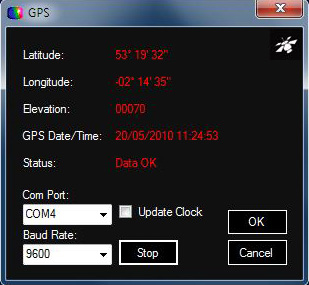 GPS
Latitude: 53° 19' 32"
Longitude: -02° 14' 35"
Elevation: 00070
GPS Date/Time: 20/05/2010 11:24:53
Status: Data OK
Com Port:
COM4 Update Clock OK
Baud Rate:
9600 Stop Cancel